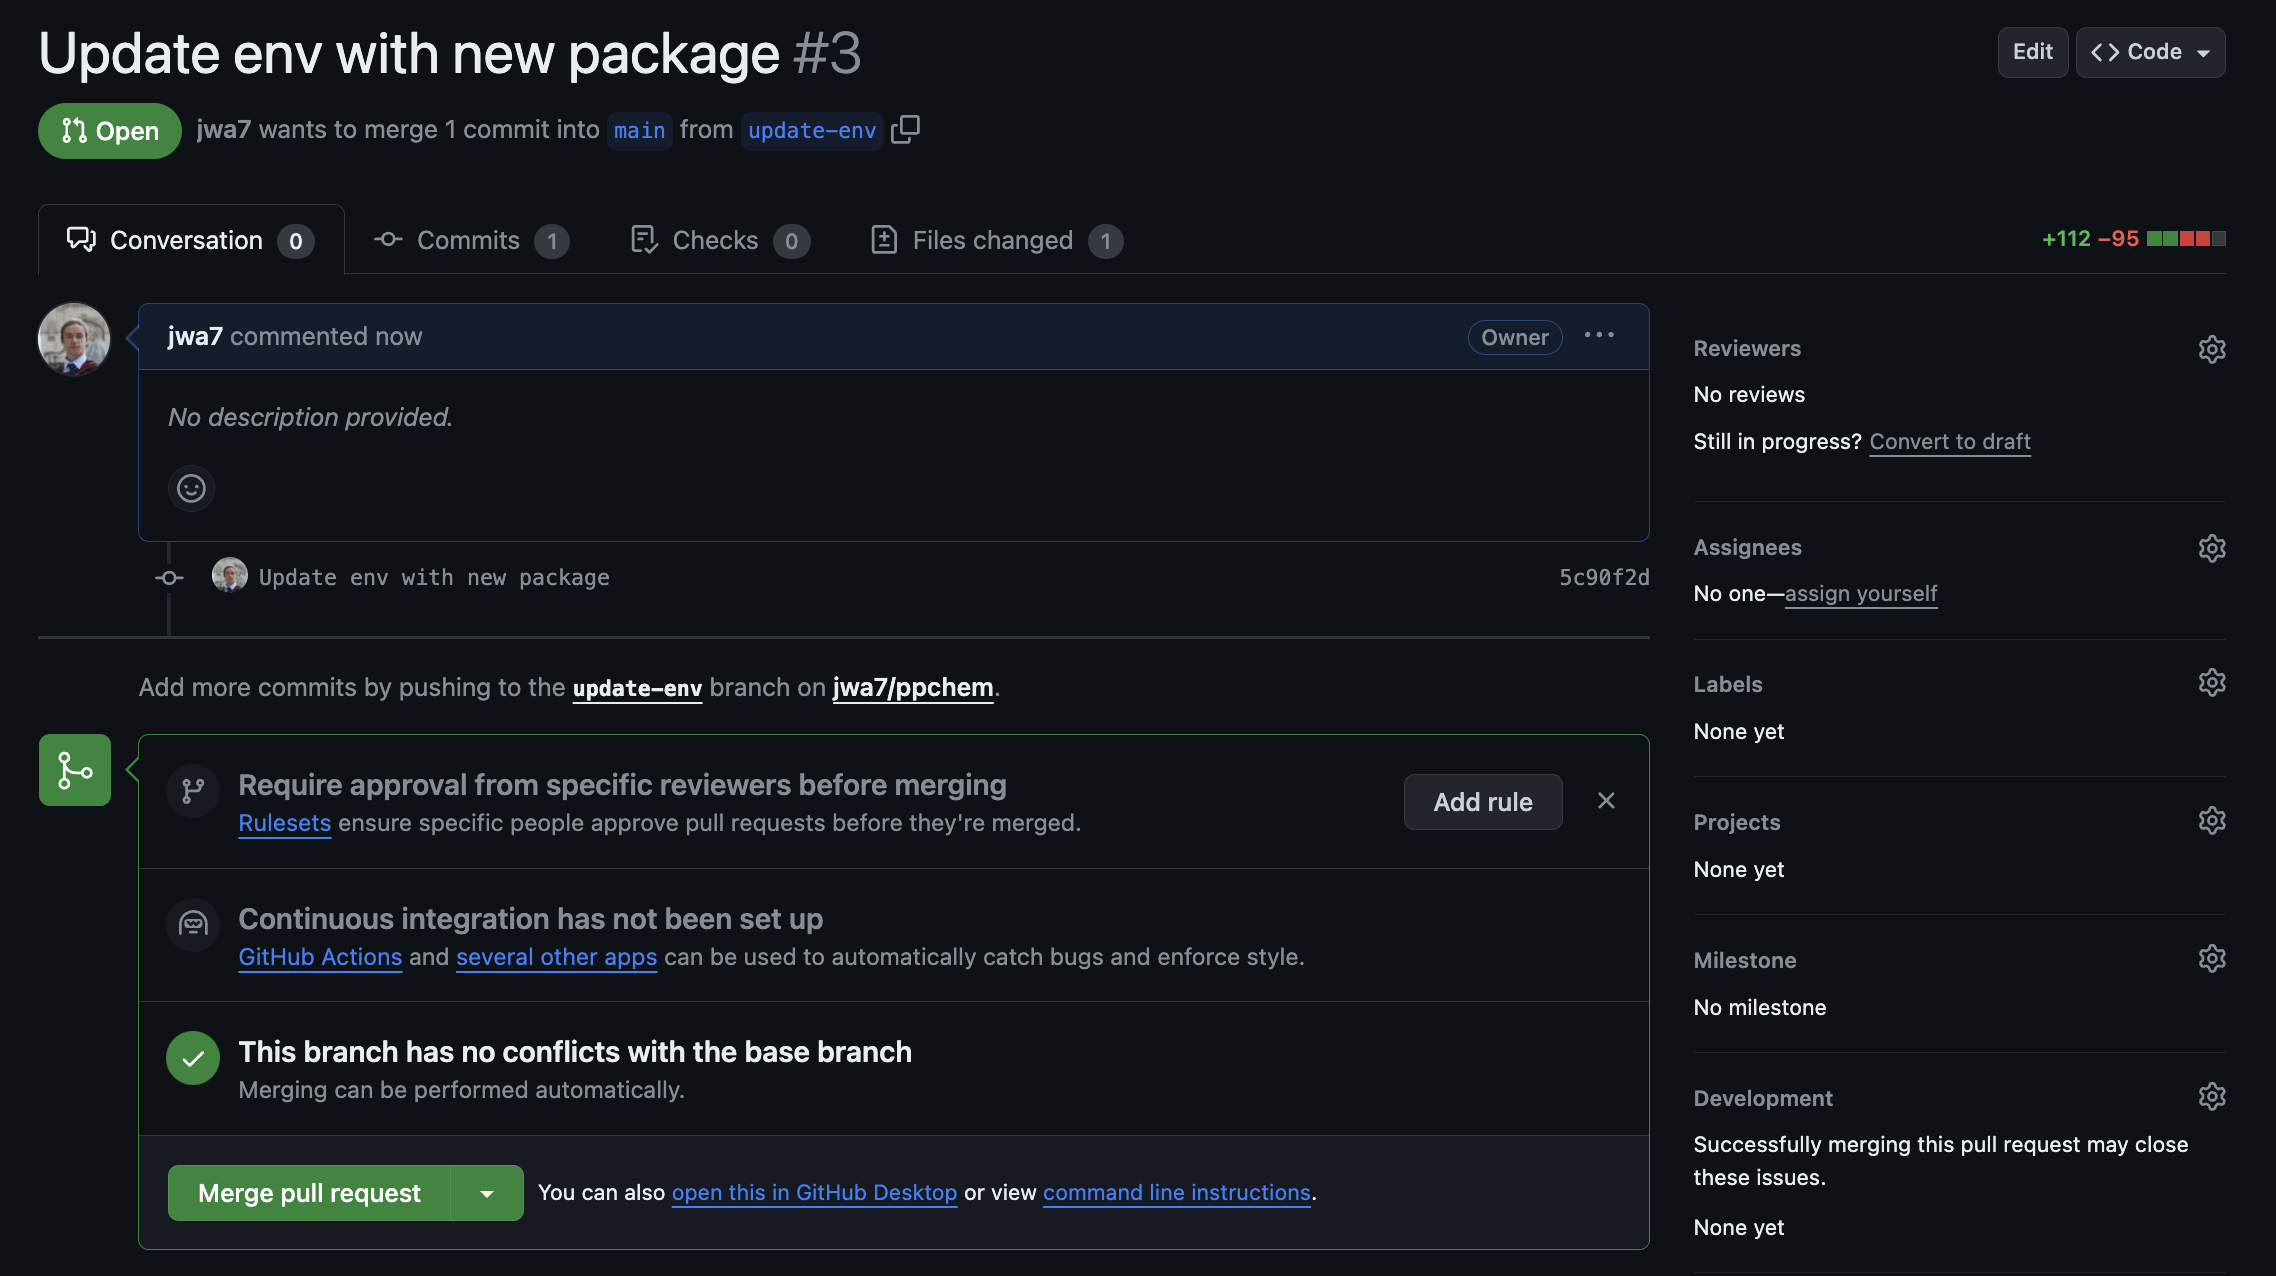 Update env with new package #3
Edit
Code
Open
jwa7 wants to merge 1 commit into main from update-env
Conversation 0
Commits 1
Checks 0
Files changed 1
+112 −95
jwa7 commented now
Owner
No description provided.
Update env with new package
5c90f2d
Add more commits by pushing to the update-env branch on jwa7/ppchem.
Require approval from specific reviewers before merging
Rulesets ensure specific people approve pull requests before they're merged.
Add rule
Continuous integration has not been set up
GitHub Actions and several other apps can be used to automatically catch bugs and enforce style.
This branch has no conflicts with the base branch
Merging can be performed automatically.
Merge pull request
You can also open this in GitHub Desktop or view command line instructions.
Reviewers
No reviews
Still in progress? Convert to draft
Assignees
No one—assign yourself
Labels
None yet
Projects
None yet
Milestone
No milestone
Development
Successfully merging this pull request may close
these issues.
None yet